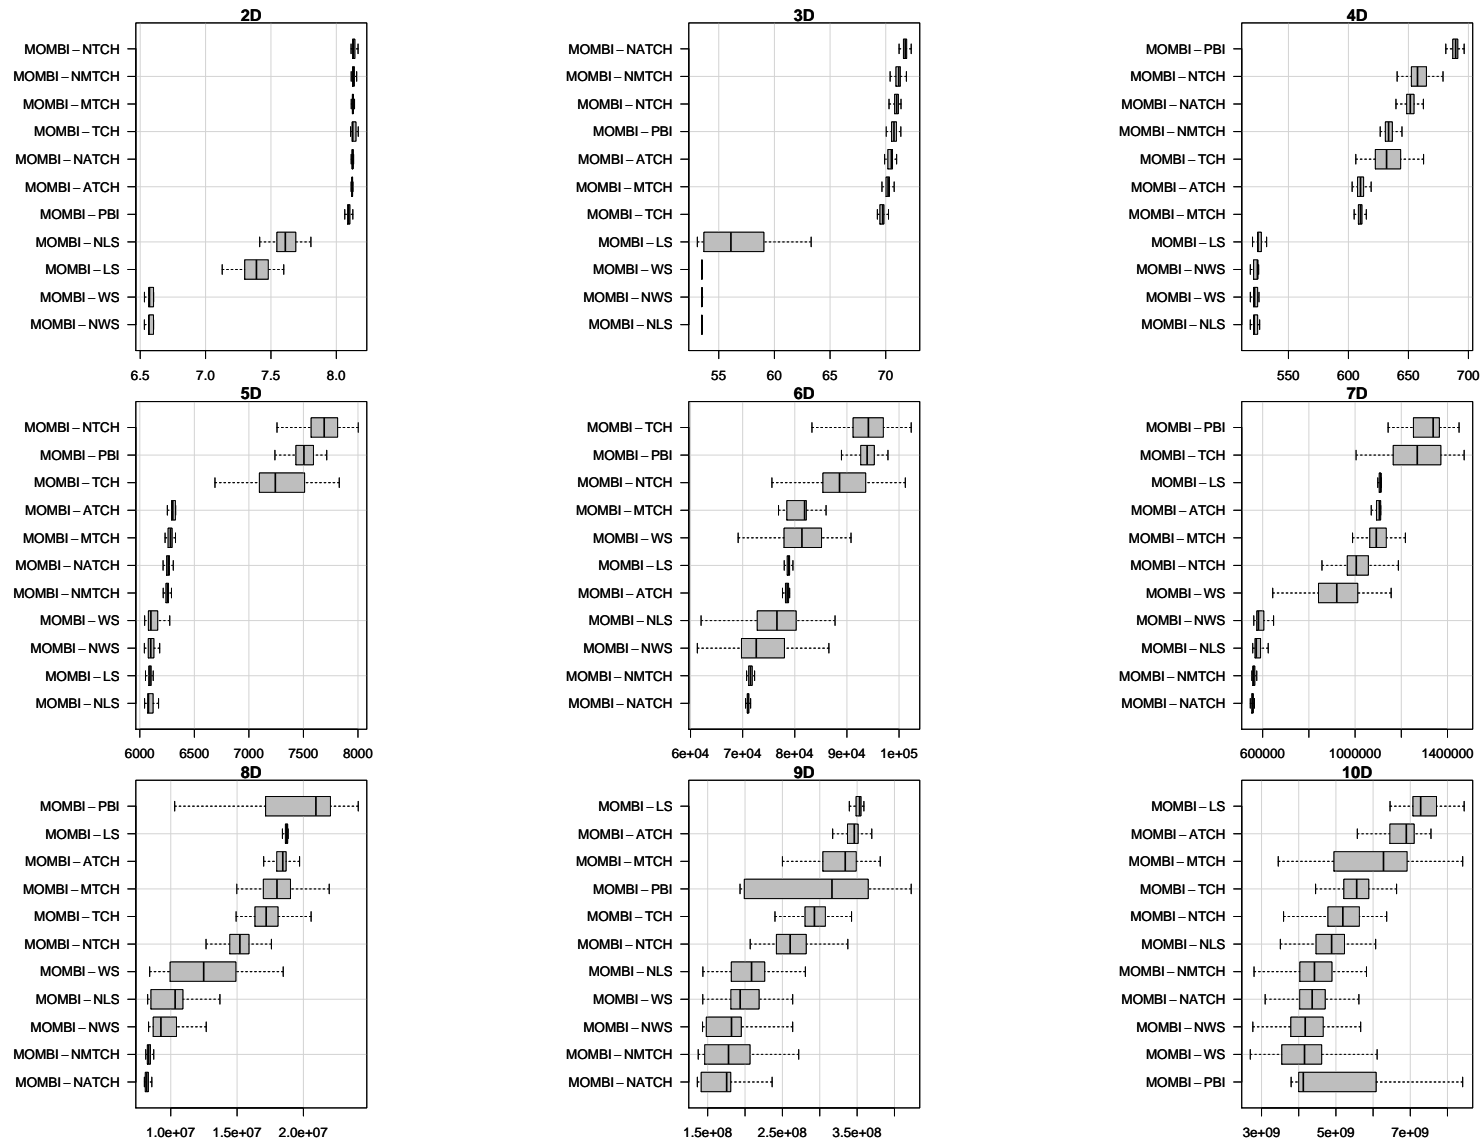 2D
MOMBI−NTCH
MOMBI−NMTCH
MOMBI−MTCH
MOMBI−TCH
MOMBI−NATCH
MOMBI−ATCH
MOMBI−PBI
MOMBI−NLS
MOMBI−LS
MOMBI−WS
MOMBI−NWS
6.5 7.0 7.5 8.0
3D
MOMBI−NATCH
MOMBI−NMTCH
MOMBI−NTCH
MOMBI−PBI
MOMBI−ATCH
MOMBI−MTCH
MOMBI−TCH
MOMBI−LS
MOMBI−WS
MOMBI−NWS
MOMBI−NLS
55 60 65 70
4D
MOMBI−PBI
MOMBI−NTCH
MOMBI−NATCH
MOMBI−NMTCH
MOMBI−TCH
MOMBI−ATCH
MOMBI−MTCH
MOMBI−LS
MOMBI−NWS
MOMBI−WS
MOMBI−NLS
550 600 650 700
5D
MOMBI−NTCH
MOMBI−PBI
MOMBI−TCH
MOMBI−ATCH
MOMBI−MTCH
MOMBI−NATCH
MOMBI−NMTCH
MOMBI−WS
MOMBI−NWS
MOMBI−LS
MOMBI−NLS
6000 6500 7000 7500 8000
6D
MOMBI−TCH
MOMBI−PBI
MOMBI−NTCH
MOMBI−MTCH
MOMBI−WS
MOMBI−LS
MOMBI−ATCH
MOMBI−NLS
MOMBI−NWS
MOMBI−NMTCH
MOMBI−NATCH
6e+04 7e+04 8e+04 9e+04 1e+05
7D
MOMBI−PBI
MOMBI−TCH
MOMBI−LS
MOMBI−ATCH
MOMBI−MTCH
MOMBI−NTCH
MOMBI−WS
MOMBI−NWS
MOMBI−NLS
MOMBI−NMTCH
MOMBI−NATCH
600000 1000000 1400000
8D
MOMBI−PBI
MOMBI−LS
MOMBI−ATCH
MOMBI−MTCH
MOMBI−TCH
MOMBI−NTCH
MOMBI−WS
MOMBI−NLS
MOMBI−NWS
MOMBI−NMTCH
MOMBI−NATCH
1.0e+07 1.5e+07 2.0e+07
9D
MOMBI−LS
MOMBI−ATCH
MOMBI−MTCH
MOMBI−PBI
MOMBI−TCH
MOMBI−NTCH
MOMBI−NLS
MOMBI−WS
MOMBI−NWS
MOMBI−NMTCH
MOMBI−NATCH
1.5e+08 2.5e+08 3.5e+08
10D
MOMBI−LS
MOMBI−ATCH
MOMBI−MTCH
MOMBI−TCH
MOMBI−NTCH
MOMBI−NLS
MOMBI−NMTCH
MOMBI−NATCH
MOMBI−NWS
MOMBI−WS
MOMBI−PBI
3e+09 5e+09 7e+09